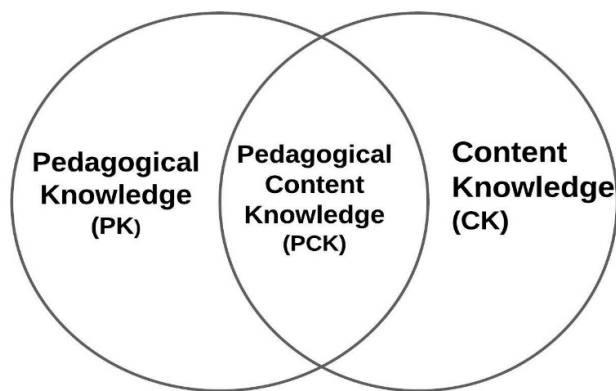 Pedagogical
Knowledge
(PK)
Pedagogical
Content
Knowledge
(PCK)
Content
Knowledge
(CK)